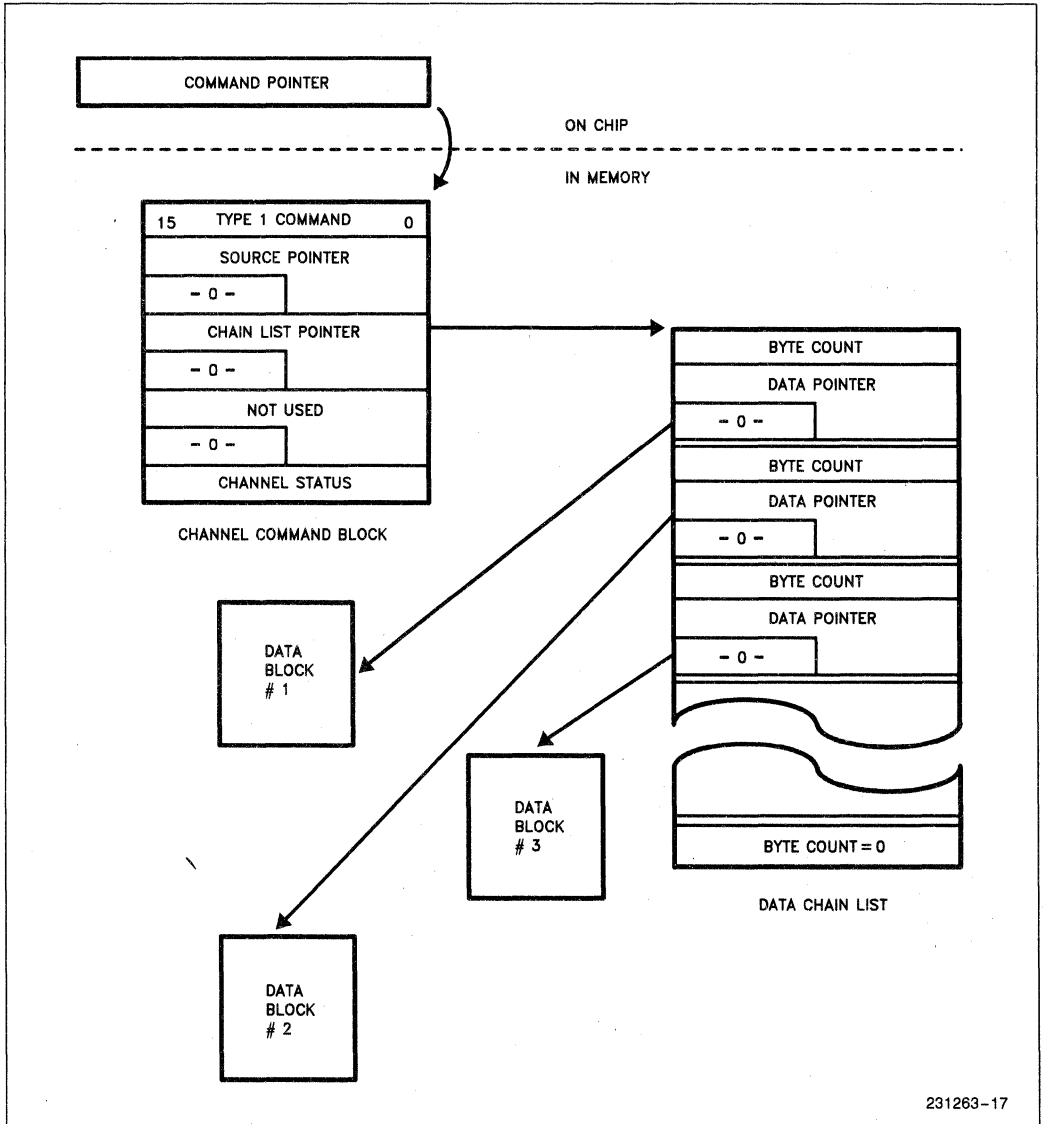 COMMAND POINTER
ON CHIP
IN MEMORY
15 TYPE 1 COMMAND 0
SOURCE POINTER
- 0 -
CHAIN LIST POINTER
- 0 -
NOT USED
- 0 -
CHANNEL STATUS
CHANNEL COMMAND BLOCK
BYTE COUNT
DATA POINTER
- 0 -
BYTE COUNT
DATA POINTER
- 0 -
BYTE COUNT
DATA POINTER
- 0 -
BYTE COUNT = 0
DATA CHAIN LIST
DATA
BLOCK
# 1
DATA
BLOCK
# 3
DATA
BLOCK
# 2
231263-17